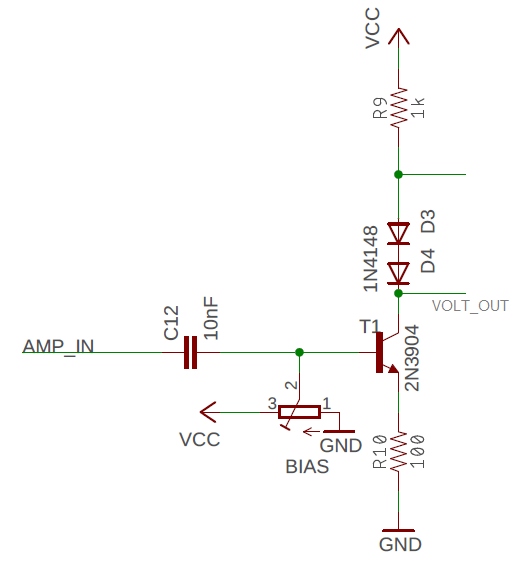 VCC
R9
1k
1N4148
D3
D4
VOLT_OUT
C12
10nF
AMP_IN
T1
2N3904
2
3
1
VCC
GND
BIAS
R10
100
GND